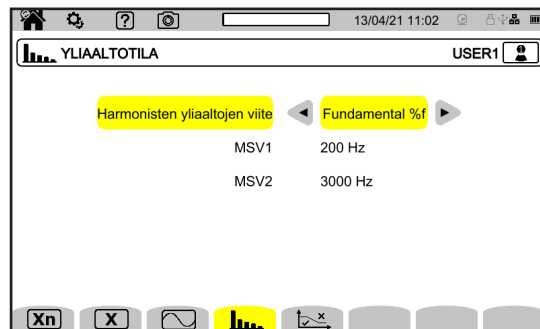 13/04/21 11:02
YLIAALTOTILA USER1
Harmonisten yliaaltojen viite Fundamental %f
MSV1 200 Hz
MSV2 3000 Hz
Xn X